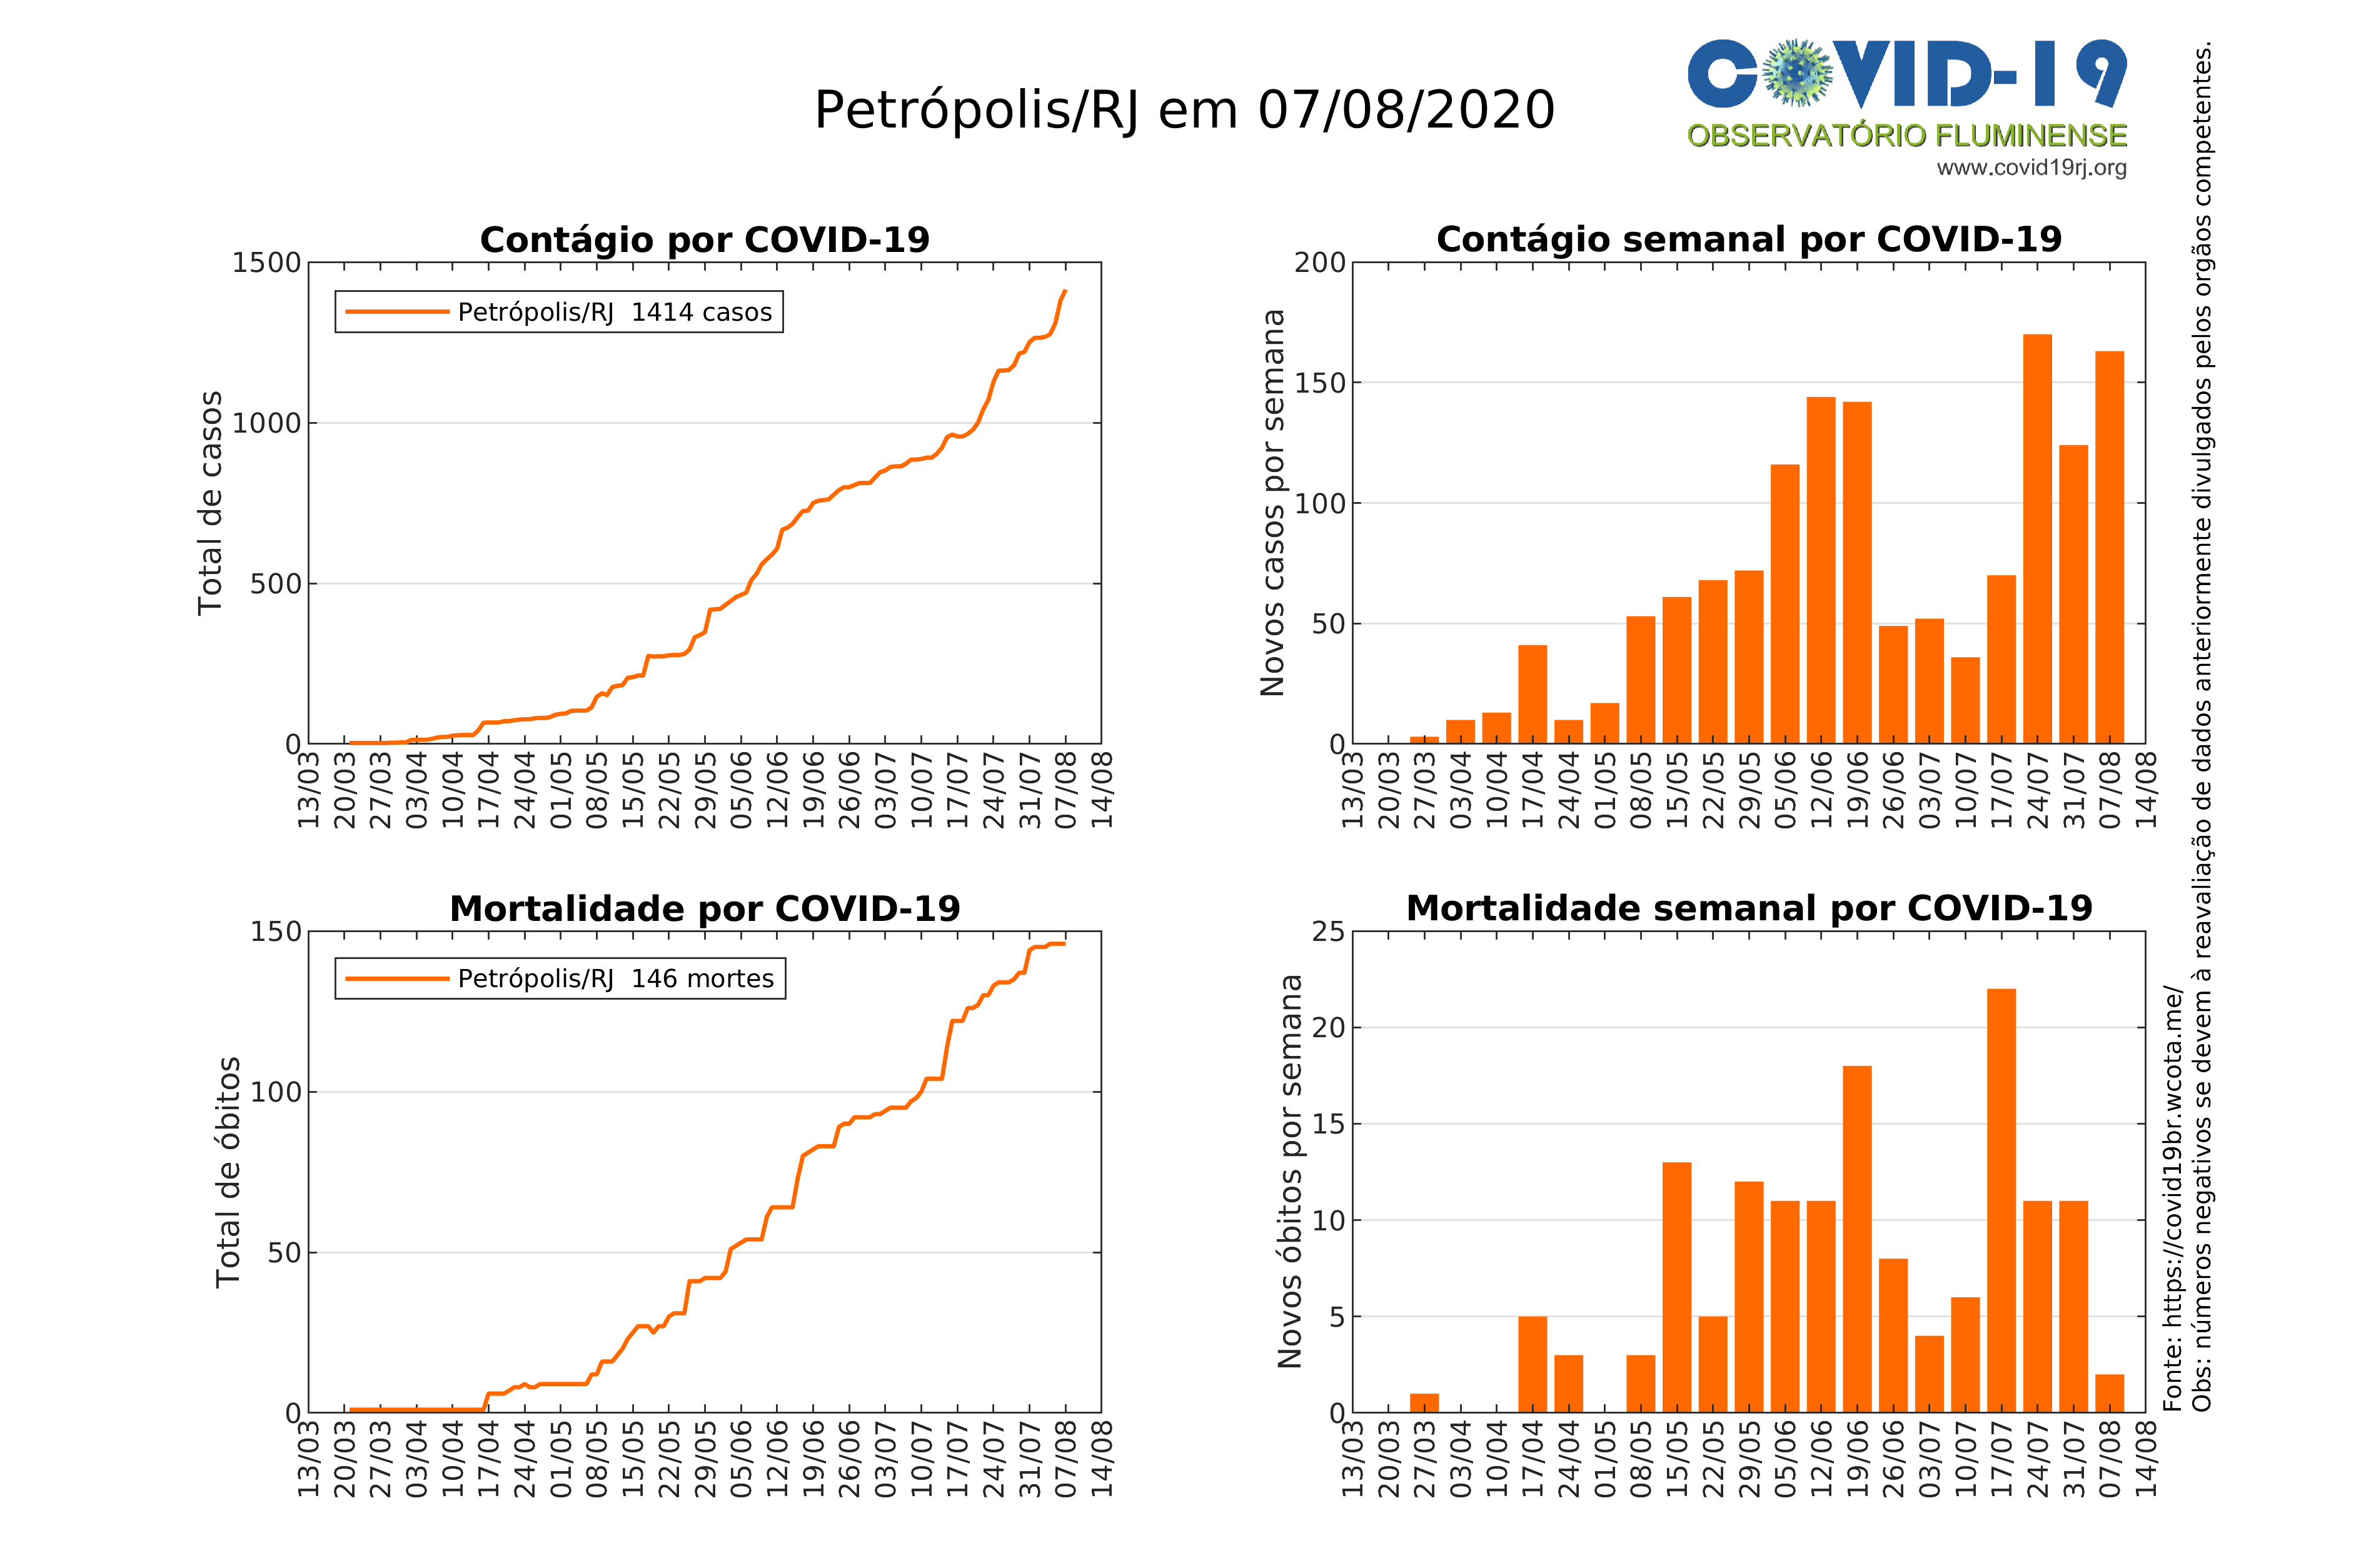 Petrópolis/RJ em 07/08/2020
COVID-19
OBSERVATÓRIO FLUMINENSE
www.covid19rj.org
Contágio por COVID-19
Total de casos
1500
1000
500
0
Petrópolis/RJ 1414 casos
13/03 20/03 27/03 03/04 10/04 17/04 24/04 01/05 08/05 15/05 22/05 29/05 05/06 12/06 19/06 26/06 03/07 10/07 17/07 24/07 31/07 07/08 14/08
Contágio semanal por COVID-19
Novos casos por semana
200
150
100
50
0
13/03 20/03 27/03 03/04 10/04 17/04 24/04 01/05 08/05 15/05 22/05 29/05 05/06 12/06 19/06 26/06 03/07 10/07 17/07 24/07 31/07 07/08 14/08
Mortalidade por COVID-19
Total de óbitos
150
100
50
0
Petrópolis/RJ 146 mortes
13/03 20/03 27/03 03/04 10/04 17/04 24/04 01/05 08/05 15/05 22/05 29/05 05/06 12/06 19/06 26/06 03/07 10/07 17/07 24/07 31/07 07/08 14/08
Mortalidade semanal por COVID-19
Novos óbitos por semana
25
20
15
10
5
0
13/03 20/03 27/03 03/04 10/04 17/04 24/04 01/05 08/05 15/05 22/05 29/05 05/06 12/06 19/06 26/06 03/07 10/07 17/07 24/07 31/07 07/08 14/08
Fonte: https://covid19br.wcota.me/
Obs: números negativos se devem à reavaliação de dados anteriormente divulgados pelos orgãos competentes.